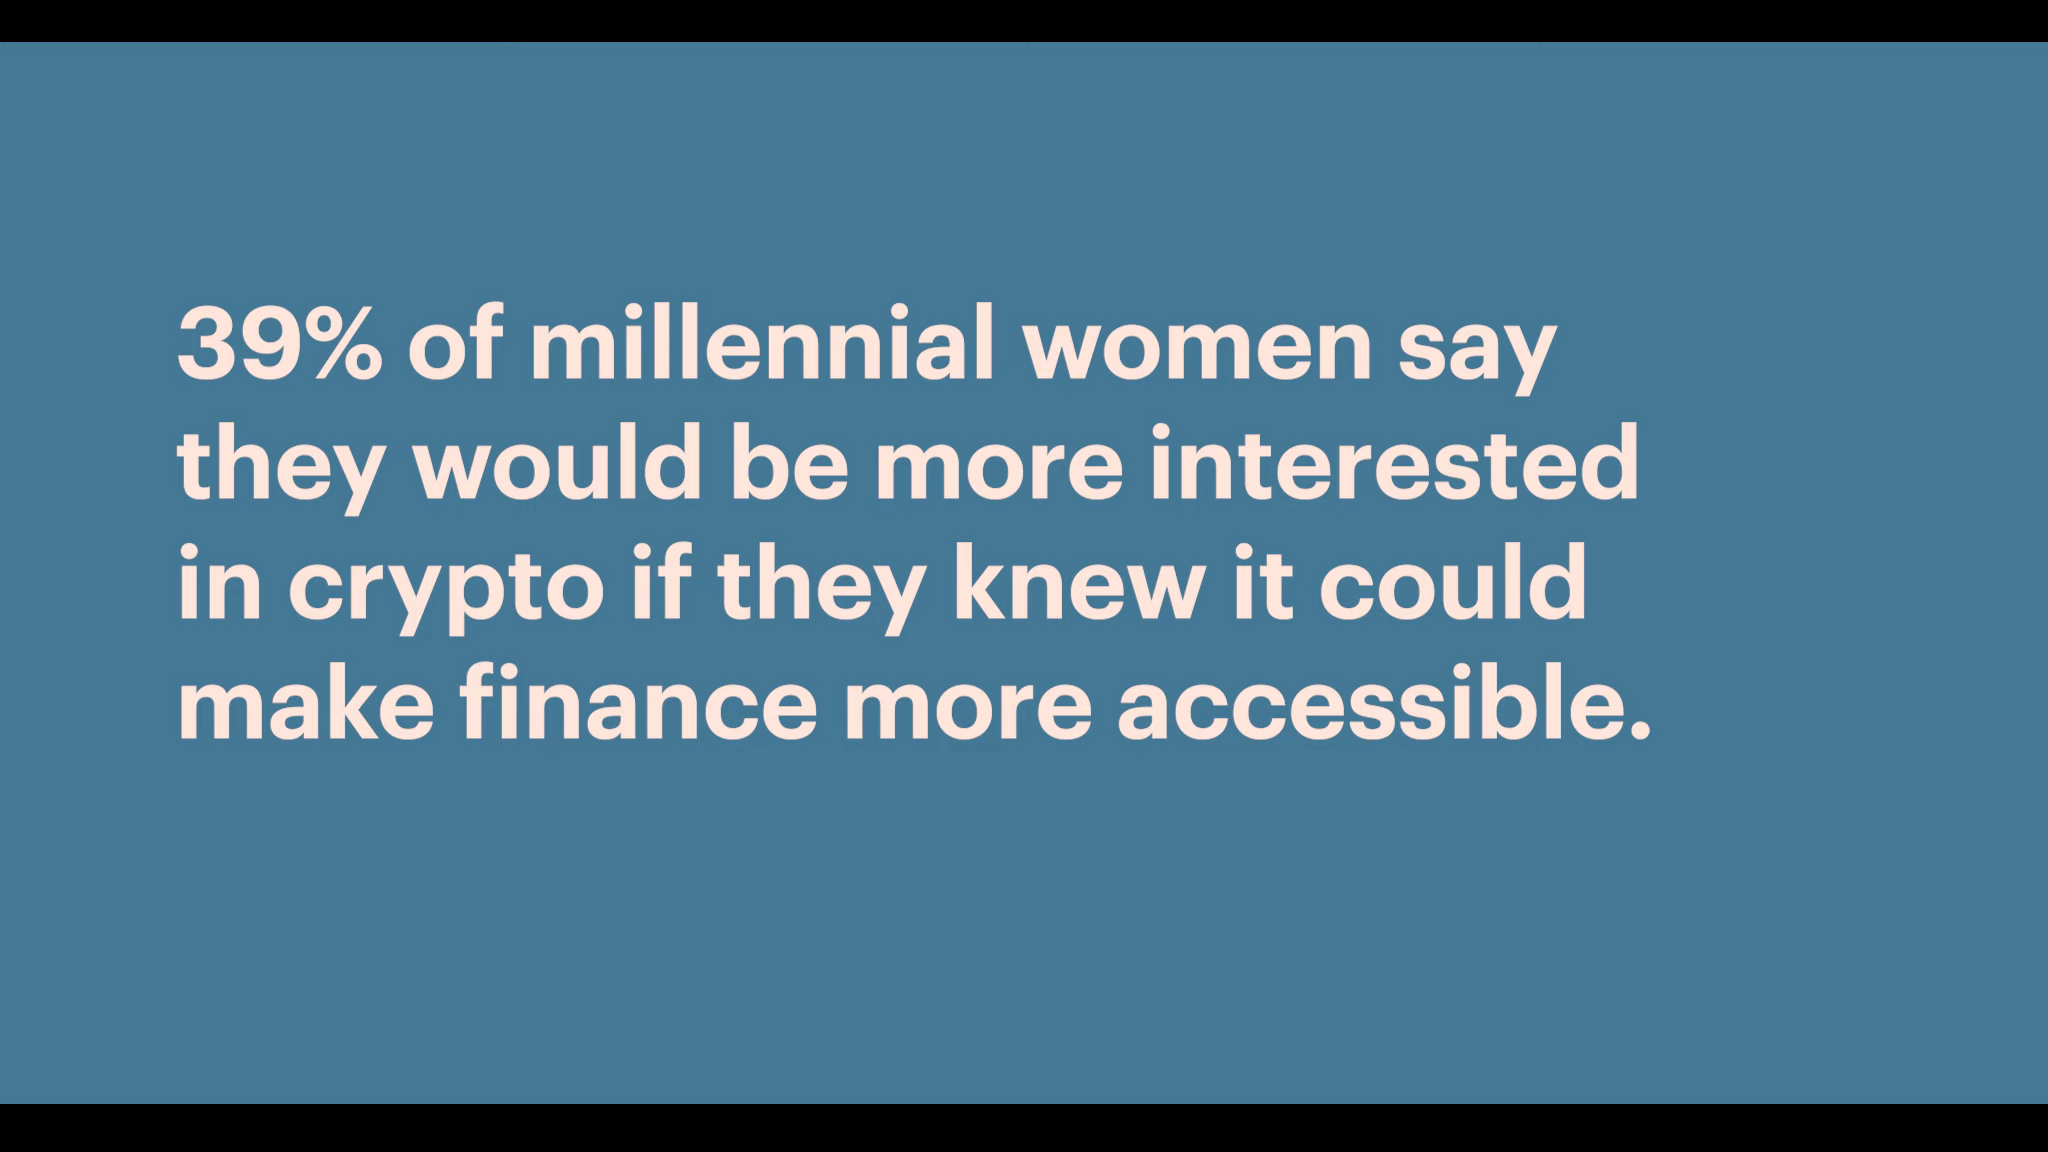 39% of millennial women say
they would be more interested
in crypto if they knew it could
make finance more accessible.